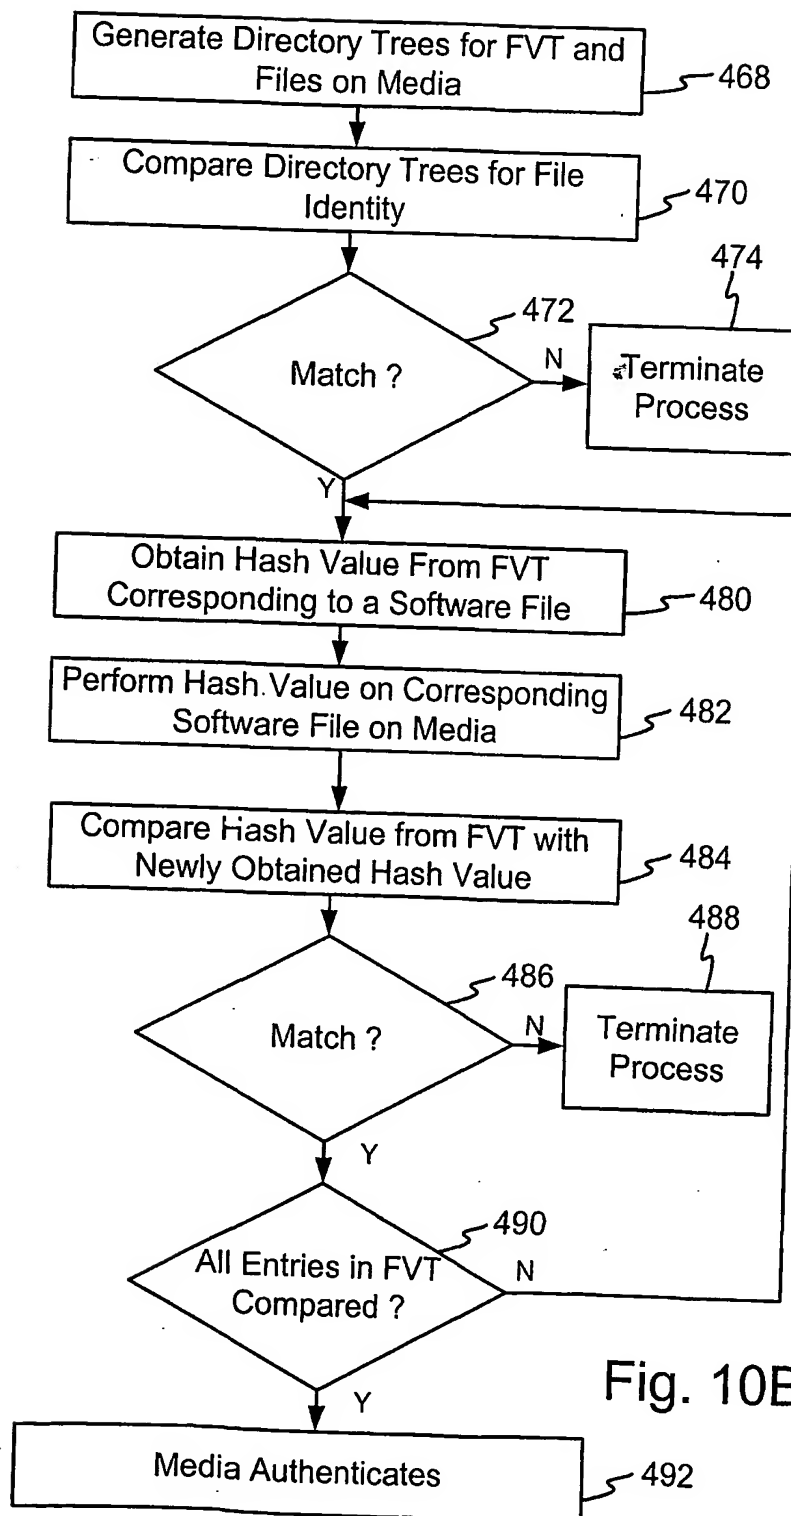 Generate Directory Trees for FVT and
Files on Media
468
Compare Directory Trees for File
Identity
470
472
Match ?
N
474
Terminate
Process
Y
Obtain Hash Value From FVT
Corresponding to a Software File
480
Perform Hash Value on Corresponding
Software File on Media
482
Compare Hash Value from FVT with
Newly Obtained Hash Value
484
486
Match ?
N
488
Terminate
Process
Y
490
All Entries in FVT
Compared ?
N
Y
Fig. 10B
Media Authenticates
492